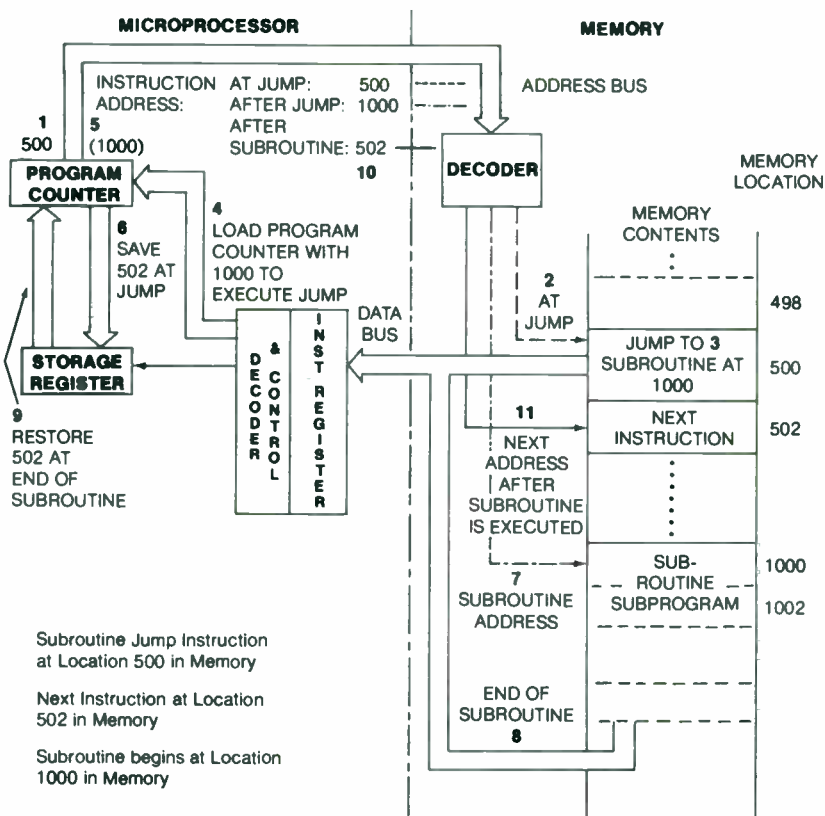 MICROPROCESSOR
MEMORY
INSTRUCTION
ADDRESS:
AT JUMP: 500
AFTER JUMP: 1000
AFTER
SUBROUTINE: 502
10
ADDRESS BUS
1
500
5
(1000)
PROGRAM
COUNTER
DECODER
MEMORY
LOCATION
MEMORY
CONTENTS
6
SAVE
502 AT
JUMP
4
LOAD PROGRAM
COUNTER WITH
1000 TO
EXECUTE JUMP
2
AT
JUMP
498
DATA
BUS
JUMP TO 3
SUBROUTINE AT
1000
500
STORAGE
REGISTER
DECODER
& CONTROL
INST REGISTER
9
RESTORE
502 AT
END OF
SUBROUTINE
11
NEXT
ADDRESS
AFTER
SUBROUTINE
IS EXECUTED
NEXT
INSTRUCTION
502
7
SUBROUTINE
ADDRESS
SUB-
ROUTINE
SUBPROGRAM
1000
1002
Subroutine Jump Instruction
at Location 500 in Memory
Next Instruction at Location
502 in Memory
Subroutine begins at Location
1000 in Memory
END OF
SUBROUTINE
8